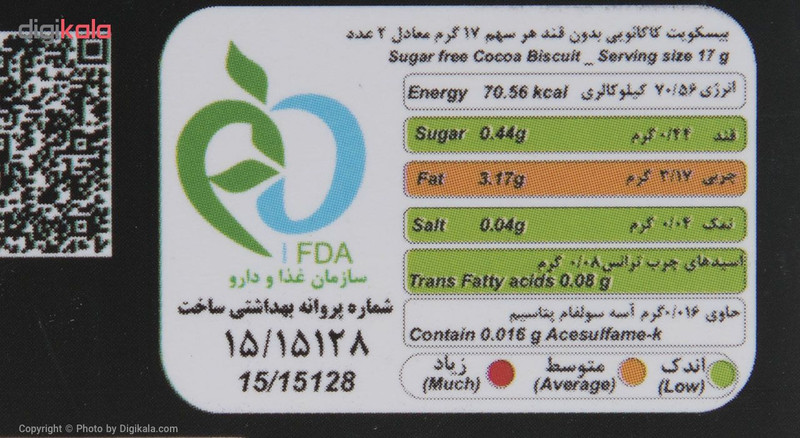 digikala
بیسکویت کاکائویی بدون قند هر سهم ۱۷ گرم معادل ۲ عدد
Sugar free Cocoa Biscuit _ Serving size 17 g
Energy 70.56 kcal انرژی ۷۰/۵۶ کیلوکالری
Sugar 0.44g قند ۰/۴۴ گرم
Fat 3.17g چربی ۳/۱۷ گرم
Salt 0.04g نمک ۰/۰۴ گرم
اسیدهای چرب ترانس ۰/۰۸ گرم
Trans Fatty acids 0.08 g
حاوی ۰/۰۱۶ گرم آسه سولفام پتاسیم
Contain 0.016 g Acesulfame-k
اندک متوسط زیاد
(Much) (Average) (Low)
IFDA
سازمان غذا و دارو
شماره پروانه بهداشتی ساخت
۱۵/۱۵۱۲۸
15/15128
Copyright © Photo by Digikala.com